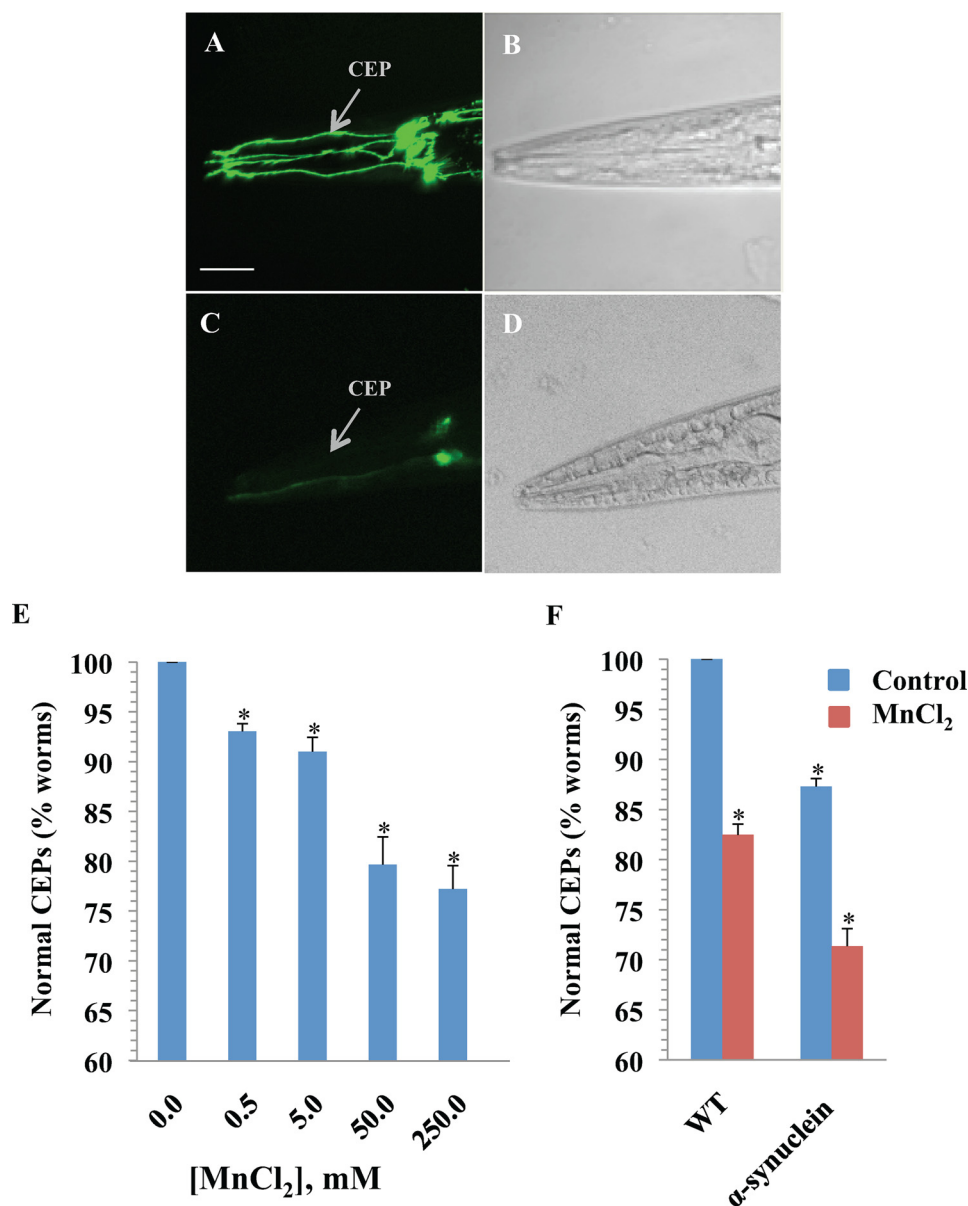 A
CEP
B
C
CEP
D
E
Normal CEPs (% worms)
100
95
90
85
80
75
70
65
60
*
*
*
*
0.0
0.5
5.0
50.0
250.0
[MnCl₂], mM
F
Normal CEPs (% worms)
100
95
90
85
80
75
70
65
60
*
*
*
Control
MnCl₂
WT
α-synuclein